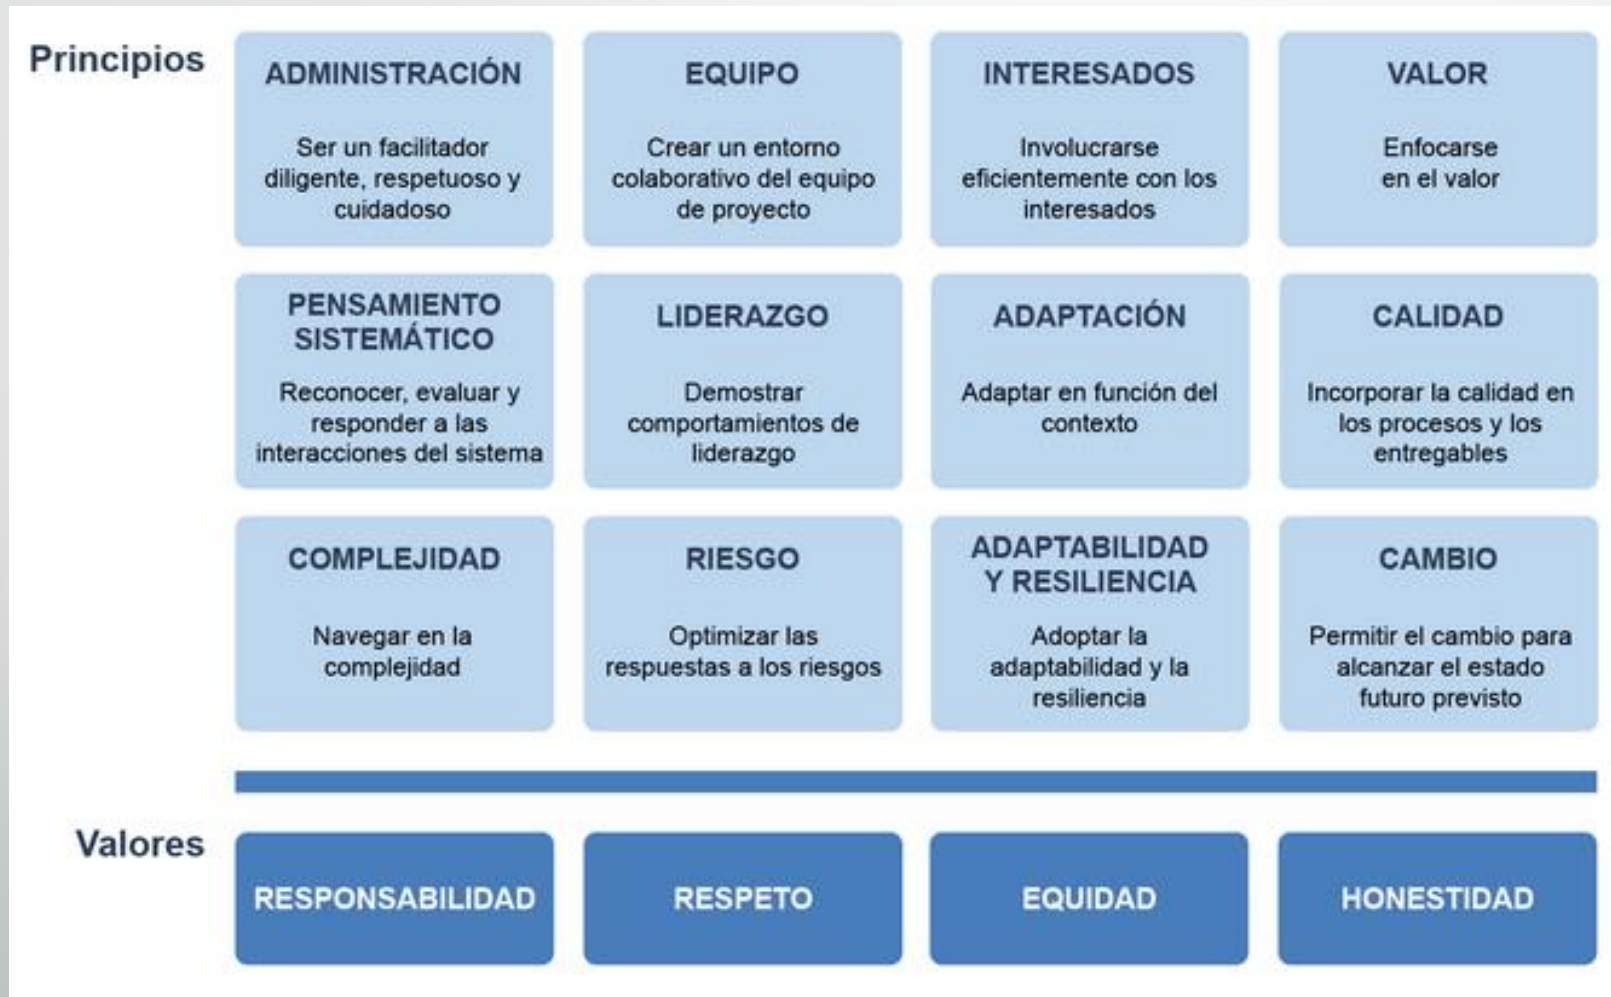 Principios
ADMINISTRACIÓN
Ser un facilitador
diligente, respetuoso y
cuidadoso
EQUIPO
Crear un entorno
colaborativo del equipo
de proyecto
INTERESADOS
Involucrarse
eficientemente con los
interesados
VALOR
Enfocarse
en el valor
PENSAMIENTO
SISTEMÁTICO
Reconocer, evaluar y
responder a las
interacciones del sistema
LIDERAZGO
Demostrar
comportamientos de
liderazgo
ADAPTACIÓN
Adaptar en función del
contexto
CALIDAD
Incorporar la calidad en
los procesos y los
entregables
COMPLEJIDAD
Navegar en la
complejidad
RIESGO
Optimizar las
respuestas a los riesgos
ADAPTABILIDAD
Y RESILIENCIA
Adoptar la
adaptabilidad y la
resiliencia
CAMBIO
Permitir el cambio para
alcanzar el estado
futuro previsto
Valores
RESPONSABILIDAD
RESPETO
EQUIDAD
HONESTIDAD